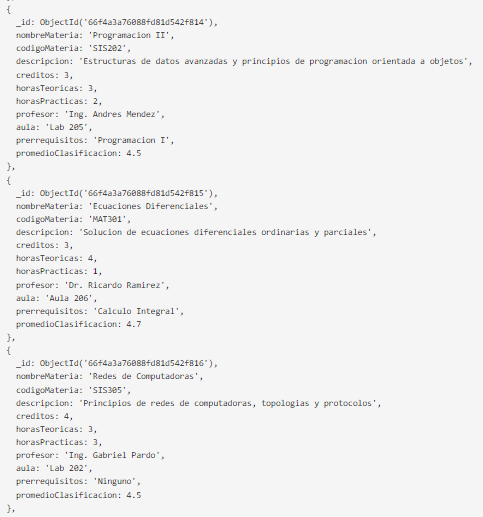 {
_id: ObjectId('66f4a3a76088fd81d542f814'),
nombreMateria: 'Programacion II',
codigoMateria: 'SIS202',
descripcion: 'Estructuras de datos avanzadas y principios de programacion orientada a objetos',
creditos: 3,
horasTeoricas: 3,
horasPracticas: 2,
profesor: 'Ing. Andres Mendez',
aula: 'Lab 205',
prerrequisitos: 'Programacion I',
promedioClasificacion: 4.5
},
{
_id: ObjectId('66f4a3a76088fd81d542f815'),
nombreMateria: 'Ecuaciones Diferenciales',
codigoMateria: 'MAT301',
descripcion: 'Solucion de ecuaciones diferenciales ordinarias y parciales',
creditos: 3,
horasTeoricas: 4,
horasPracticas: 1,
profesor: 'Dr. Ricardo Ramirez',
aula: 'Aula 206',
prerrequisitos: 'Calculo Integral',
promedioClasificacion: 4.7
},
{
_id: ObjectId('66f4a3a76088fd81d542f816'),
nombreMateria: 'Redes de Computadoras',
codigoMateria: 'SIS305',
descripcion: 'Principios de redes de computadoras, topologias y protocolos',
creditos: 4,
horasTeoricas: 3,
horasPracticas: 3,
profesor: 'Ing. Gabriel Pardo',
aula: 'Lab 202',
prerrequisitos: 'Ninguno',
promedioClasificacion: 4.5
},